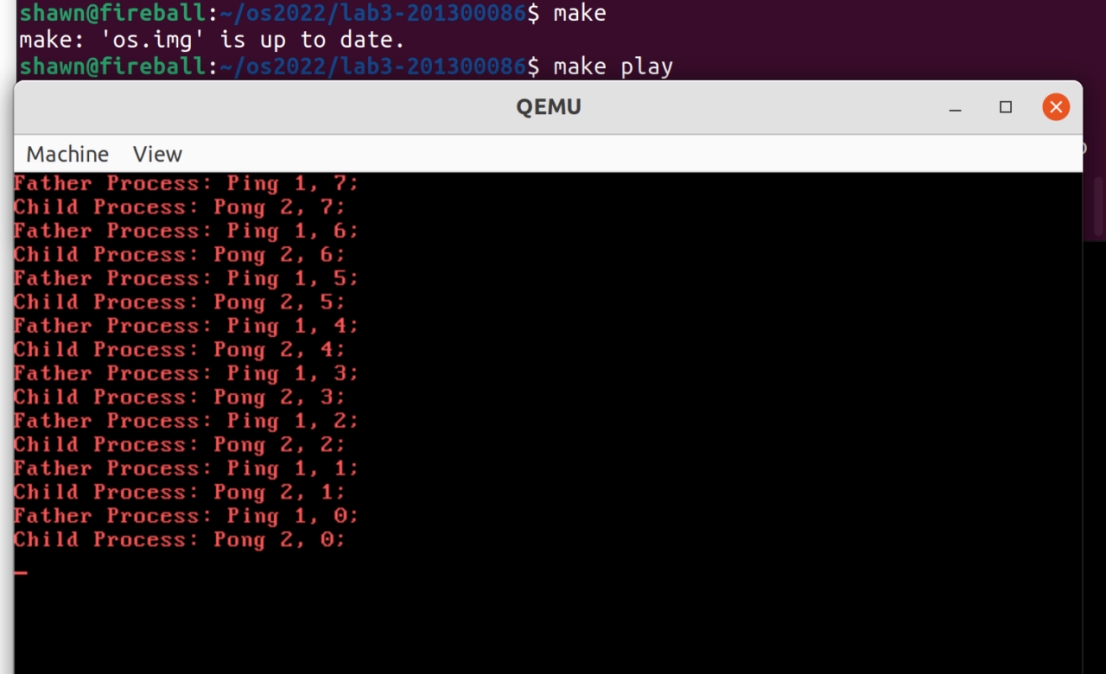 shawn@fireball:~/os2022/lab3-201300086$ make
make: 'os.img' is up to date.
shawn@fireball:~/os2022/lab3-201300086$ make play
QEMU
Machine View
Father Process: Ping 1, 7;
Child Process: Pong 2, 7;
Father Process: Ping 1, 6;
Child Process: Pong 2, 6;
Father Process: Ping 1, 5;
Child Process: Pong 2, 5;
Father Process: Ping 1, 4;
Child Process: Pong 2, 4;
Father Process: Ping 1, 3;
Child Process: Pong 2, 3;
Father Process: Ping 1, 2;
Child Process: Pong 2, 2;
Father Process: Ping 1, 1;
Child Process: Pong 2, 1;
Father Process: Ping 1, 0;
Child Process: Pong 2, 0;